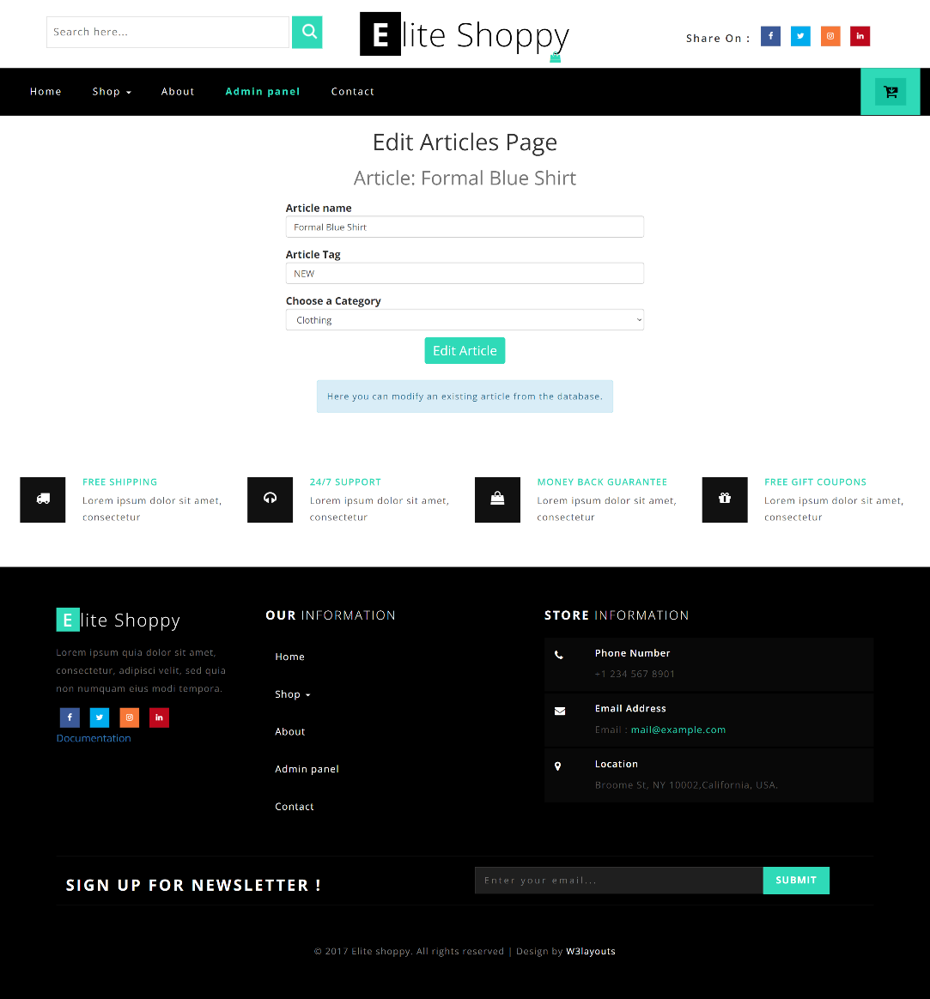 Search here...
Elite Shoppy
Share On :
Home Shop About Admin panel Contact
Edit Articles Page
Article: Formal Blue Shirt
Article name
Formal Blue Shirt
Article Tag
NEW
Choose a Category
Clothing
Edit Article
Here you can modify an existing article from the database.
FREE SHIPPING
Lorem ipsum dolor sit amet,
consectetur
24/7 SUPPORT
Lorem ipsum dolor sit amet,
consectetur
MONEY BACK GUARANTEE
Lorem ipsum dolor sit amet,
consectetur
FREE GIFT COUPONS
Lorem ipsum dolor sit amet,
consectetur
Elite Shoppy
Lorem ipsum quia dolor sit amet,
consectetur, adipisci velit, sed quia
non numquam eius modi tempora.
Documentation
OUR INFORMATION
Home
Shop
About
Admin panel
Contact
STORE INFORMATION
Phone Number
+1 234 567 8901
Email Address
Email : mail@example.com
Location
Broome St, NY 10002,California, USA.
SIGN UP FOR NEWSLETTER !
Enter your email...
SUBMIT
© 2017 Elite shoppy. All rights reserved | Design by W3layouts